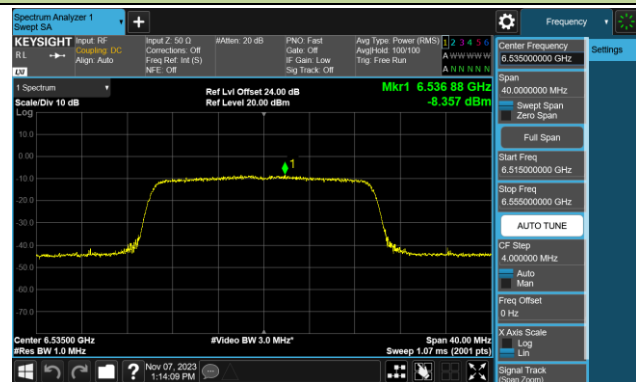 Spectrum Analyzer 1
Swept SA
+
Frequency
KEYSIGHT
RL
LXI
Input: RF
Coupling: DC
Align: Auto
Input Z: 50 Ω
Corrections: Off
Freq Ref: Int (S)
NFE: Off
#Atten: 20 dB
PNO: Fast
Gate: Off
IF Gain: Low
Sig Track: Off
Avg Type: Power (RMS)
Avg|Hold: 100/100
Trig: Free Run
1 2 3 4 5 6
A W W W W W
A N N N N N
1 Spectrum
Scale/Div 10 dB
Log
Ref Lvl Offset 24.00 dB
Ref Level 20.00 dBm
Mkr1 6.536 88 GHz
-8.357 dBm
10.0
0.00
-10.0
-20.0
-30.0
-40.0
-50.0
-60.0
-70.0
1
Center 6.53500 GHz
#Res BW 1.0 MHz
#Video BW 3.0 MHz*
Span 40.00 MHz
Sweep 1.07 ms (2001 pts)
Nov 07, 2023
1:14:09 PM
?
Center Frequency
6.535000000 GHz
Settings
Span
40.0000000 MHz
Swept Span
Zero Span
Full Span
Start Freq
6.515000000 GHz
Stop Freq
6.555000000 GHz
AUTO TUNE
CF Step
4.000000 MHz
Auto
Man
Freq Offset
0 Hz
X Axis Scale
Log
Lin
Signal Track
(Span Zoom)